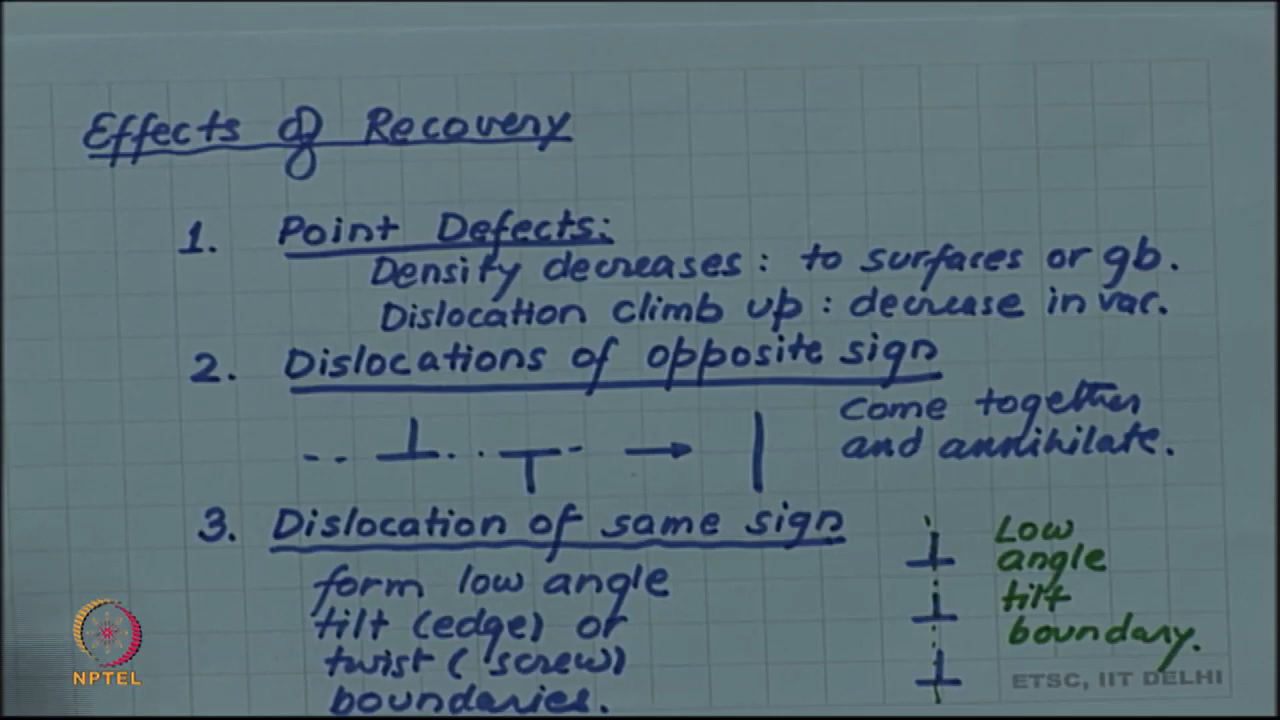 Effects of Recovery
1. Point Defects:
Density decreases: to surfaces or gb.
Dislocation climb up: decrease in vac.
2. Dislocations of opposite sign
Come together
and annihilate.
3. Dislocation of same sign
form low angle
tilt (edge) or
twist (screw)
boundaries.
Low
angle
tilt
boundary.
NPTEL
ETSC, IIT DELHI